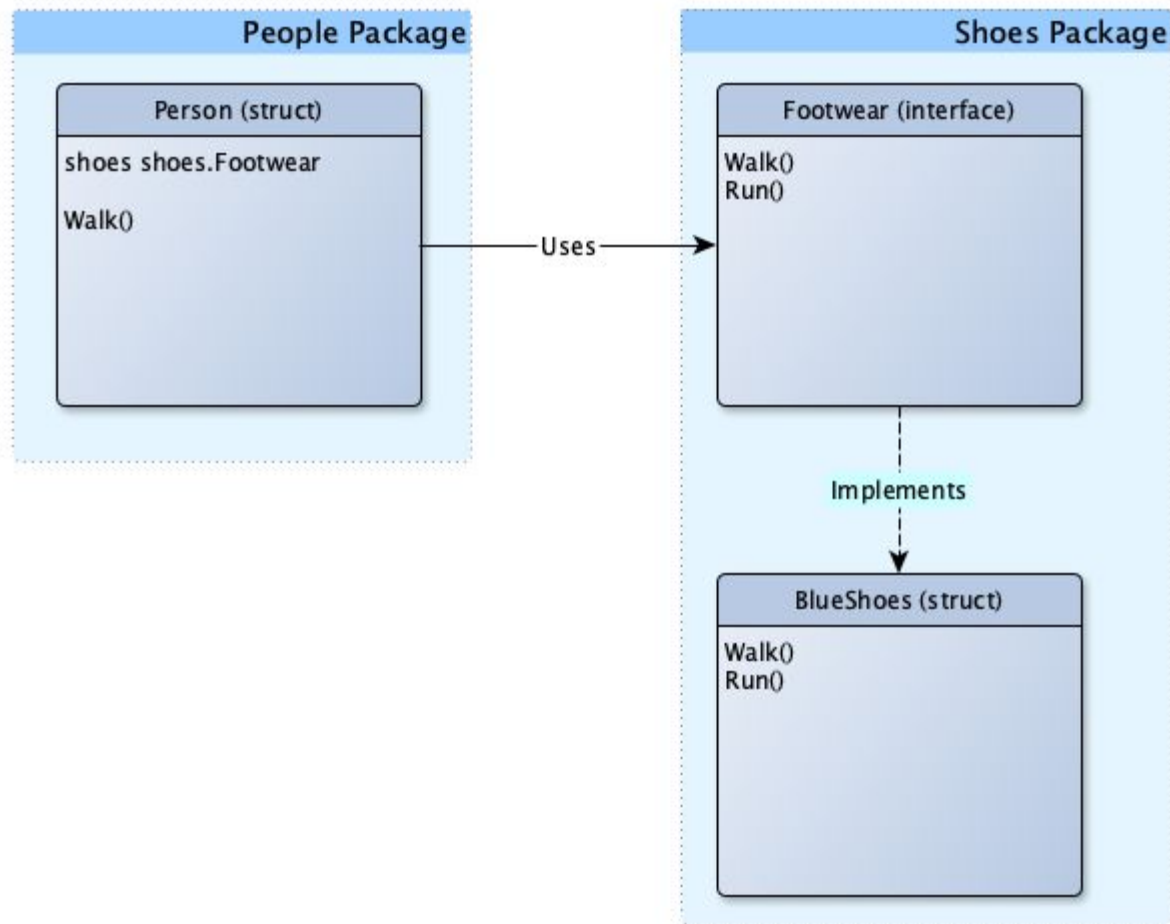 People Package
Person (struct)
shoes shoes.Footwear
Walk()
Uses
Shoes Package
Footwear (interface)
Walk()
Run()
Implements
BlueShoes (struct)
Walk()
Run()